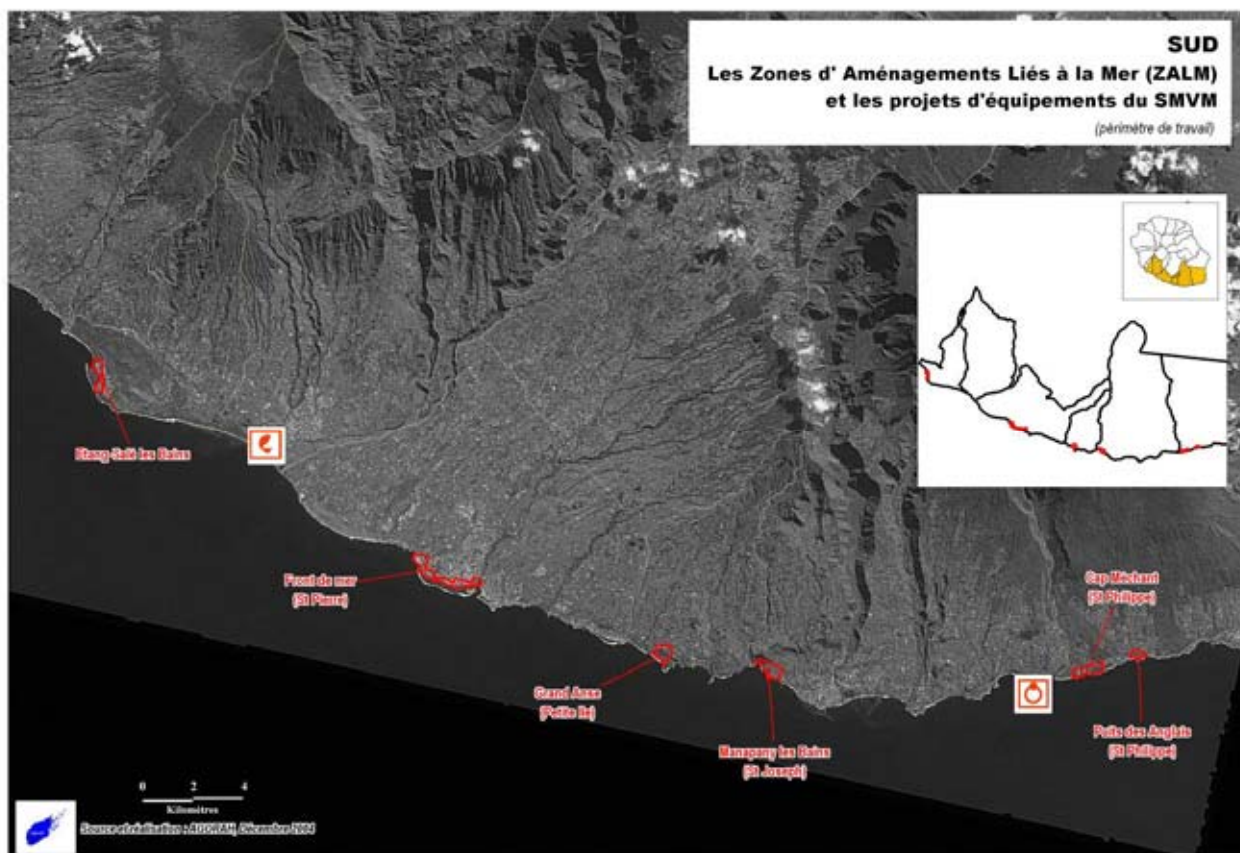 SUD
Les Zones d' Aménagements Liés à la Mer (ZALM)
et les projets d'équipements du SMVM
(périmètre de travail)
Etang-Salé les Bains
Front de mer
(St Pierre)
Grand Anse
(Petite Ile)
Manapany les Bains
(St Joseph)
Cap Méchant
(St Philippe)
Puits des Anglais
(St Philippe)
0 2 4
Kilomètres
Source et réalisation : AGORAH, Décembre 2004